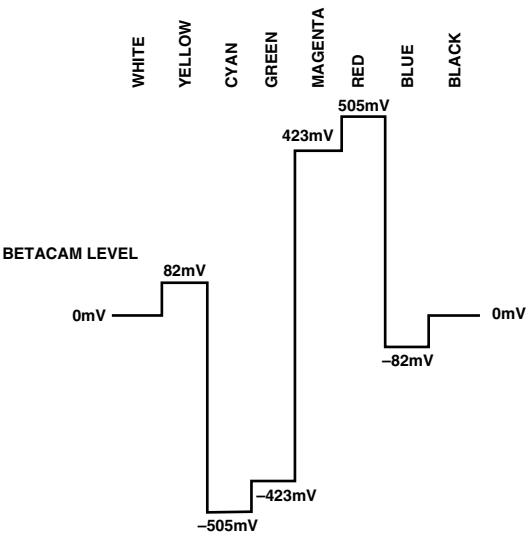 WHITE
YELLOW
CYAN
GREEN
MAGENTA
RED
BLUE
BLACK
505mV
423mV
BETACAM LEVEL
82mV
0mV
0mV
–82mV
–423mV
–505mV